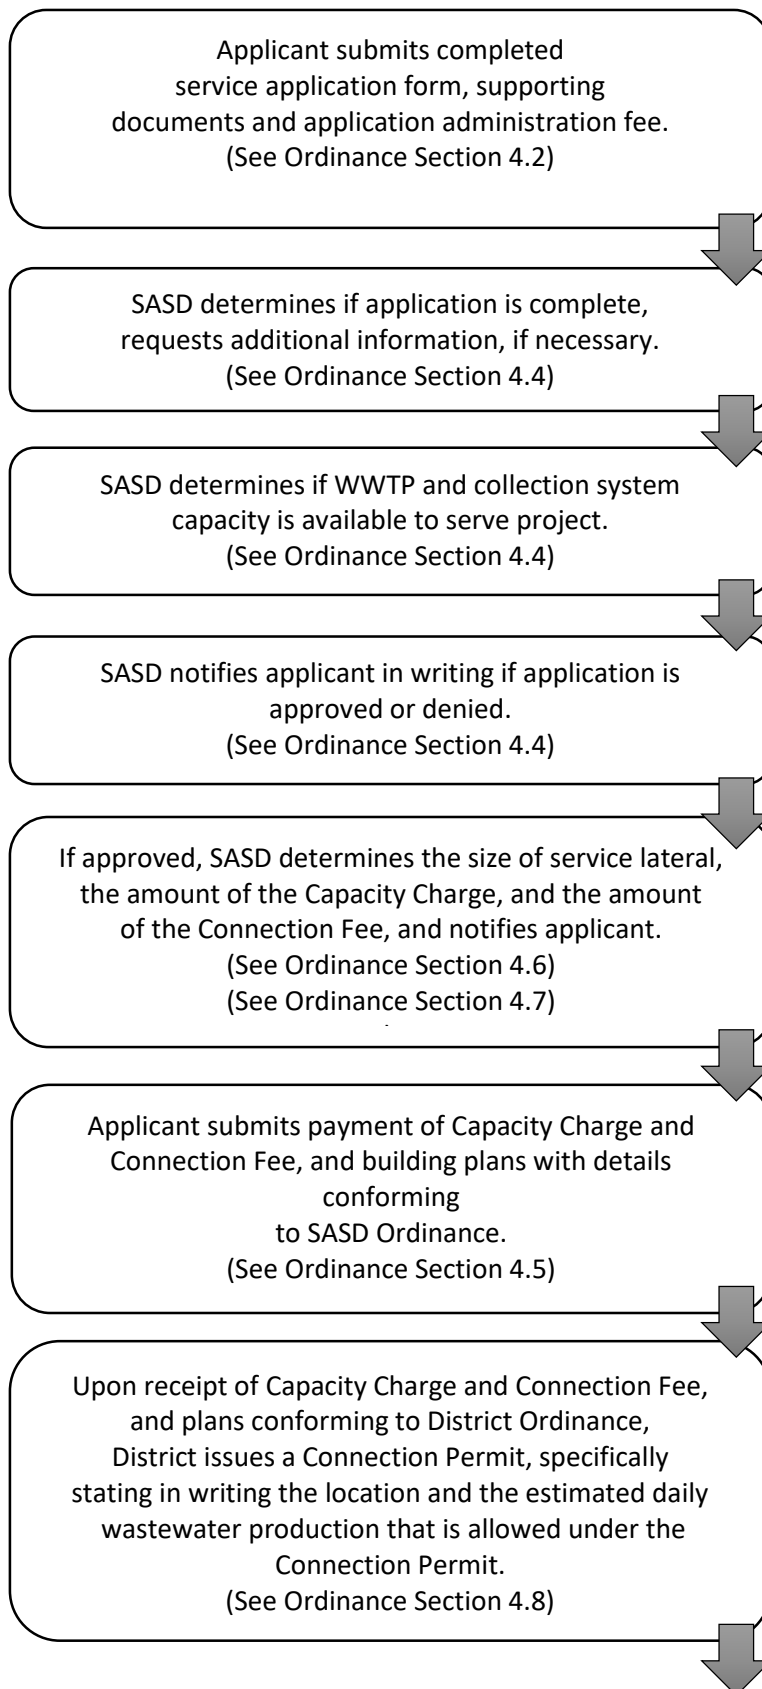 Applicant submits completed
service application form, supporting
documents and application administration fee.
(See Ordinance Section 4.2)
SASD determines if application is complete,
requests additional information, if necessary.
(See Ordinance Section 4.4)
SASD determines if WWTP and collection system
capacity is available to serve project.
(See Ordinance Section 4.4)
SASD notifies applicant in writing if application is
approved or denied.
(See Ordinance Section 4.4)
If approved, SASD determines the size of service lateral,
the amount of the Capacity Charge, and the amount
of the Connection Fee, and notifies applicant.
(See Ordinance Section 4.6)
(See Ordinance Section 4.7)
Applicant submits payment of Capacity Charge and
Connection Fee, and building plans with details
conforming
to SASD Ordinance.
(See Ordinance Section 4.5)
Upon receipt of Capacity Charge and Connection Fee,
and plans conforming to District Ordinance,
District issues a Connection Permit, specifically
stating in writing the location and the estimated daily
wastewater production that is allowed under the
Connection Permit.
(See Ordinance Section 4.8)